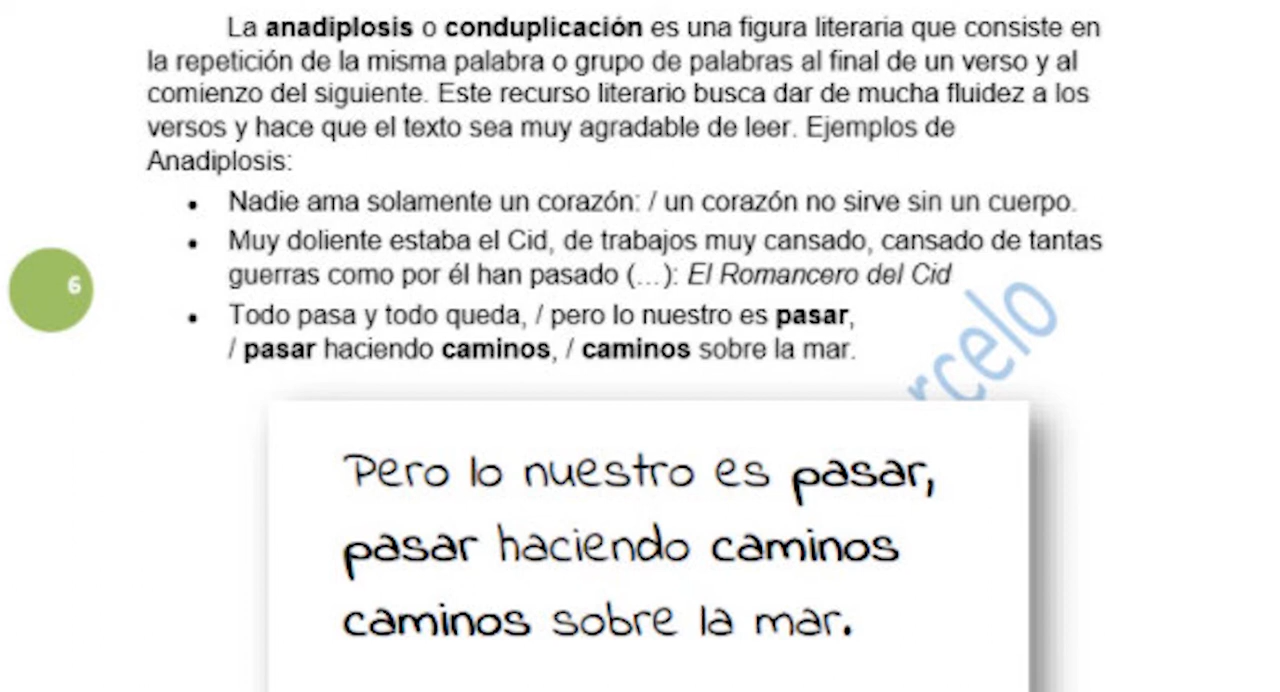 La anadiplosis o conduplicación es una figura literaria que consiste en
la repetición de la misma palabra o grupo de palabras al final de un verso y al
comienzo del siguiente. Este recurso literario busca dar de mucha fluidez a los
versos y hace que el texto sea muy agradable de leer. Ejemplos de
Anadiplosis:
• Nadie ama solamente un corazón: / un corazón no sirve sin un cuerpo.
• Muy doliente estaba el Cid, de trabajos muy cansado, cansado de tantas
guerras como por él han pasado (...): El Romancero del Cid
6
• Todo pasa y todo queda, / pero lo nuestro es pasar,
/ pasar haciendo caminos, / caminos sobre la mar.
rcelo
Pero lo nuestro es pasar,
pasar haciendo caminos
caminos sobre la mar.